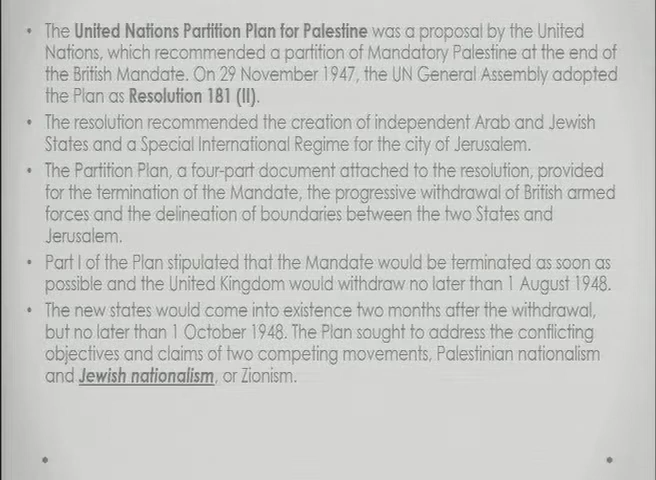 • The United Nations Partition Plan for Palestine was a proposal by the United
Nations, which recommended a partition of Mandatory Palestine at the end of
the British Mandate. On 29 November 1947, the UN General Assembly adopted
the Plan as Resolution 181 (II).
• The resolution recommended the creation of independent Arab and Jewish
States and a Special International Regime for the city of Jerusalem.
• The Partition Plan, a four-part document attached to the resolution, provided
for the termination of the Mandate, the progressive withdrawal of British armed
forces and the delineation of boundaries between the two States and
Jerusalem.
• Part I of the Plan stipulated that the Mandate would be terminated as soon as
possible and the United Kingdom would withdraw no later than 1 August 1948.
• The new states would come into existence two months after the withdrawal,
but no later than 1 October 1948. The Plan sought to address the conflicting
objectives and claims of two competing movements, Palestinian nationalism
and Jewish nationalism, or Zionism.